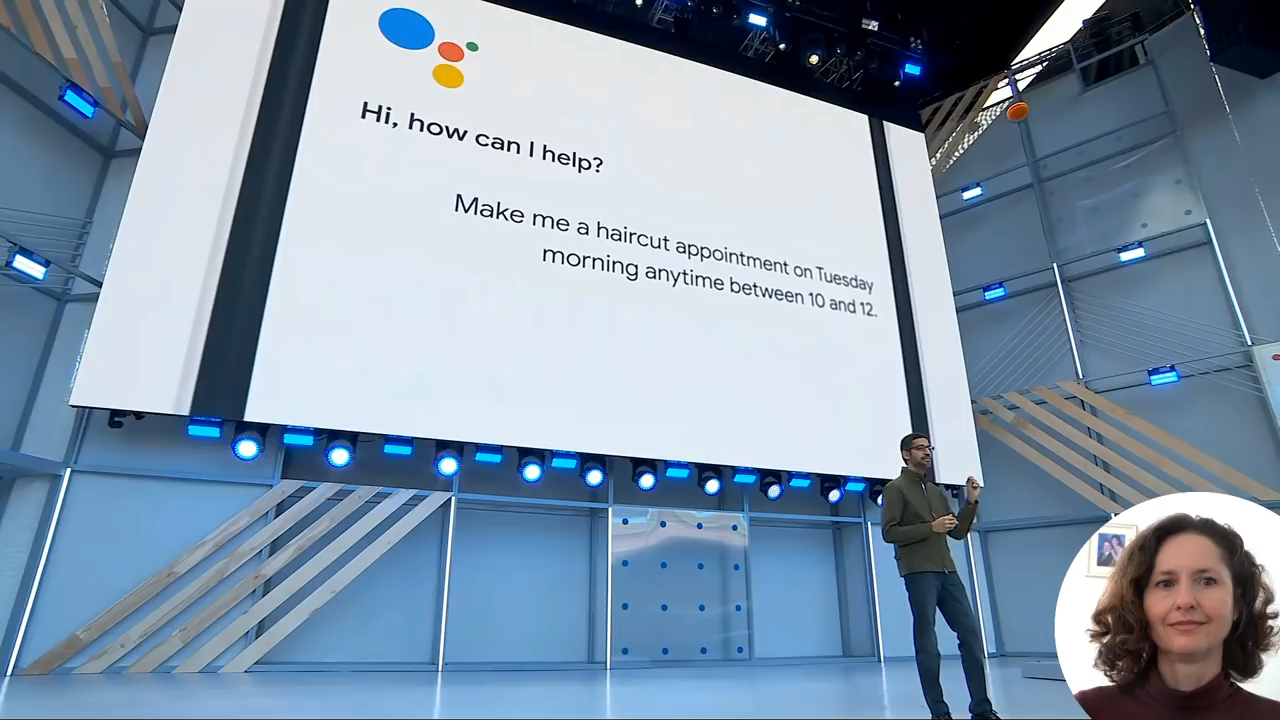 Hi, how can I help?
Make me a haircut appointment on Tuesday
morning anytime between 10 and 12.